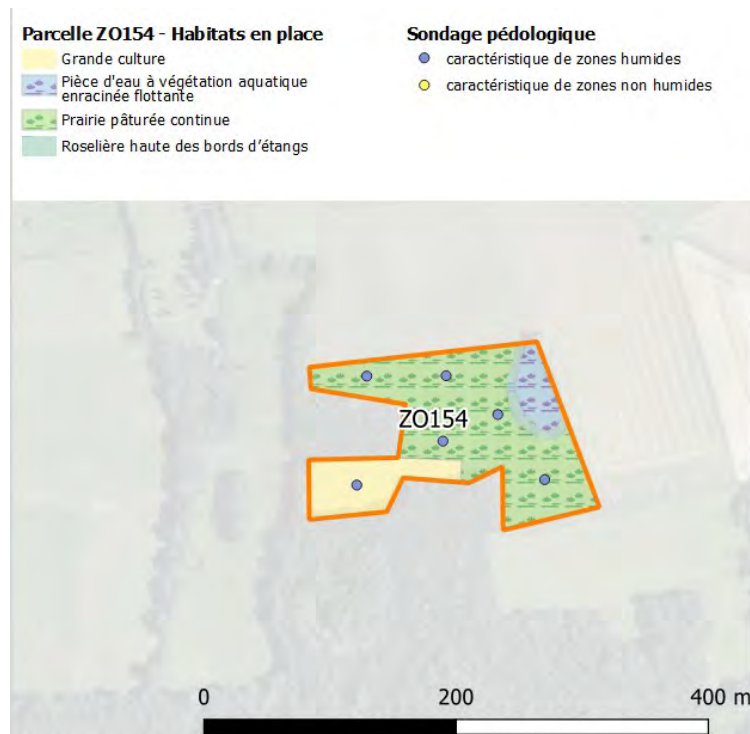 Parcelle ZO154 - Habitats en place
Grande culture
Pièce d'eau à végétation aquatique
enracinée flottante
Prairie pâturée continue
Roselière haute des bords d'étangs
Sondage pédologique
caractéristique de zones humides
caractéristique de zones non humides
ZO154
0 200 400 m